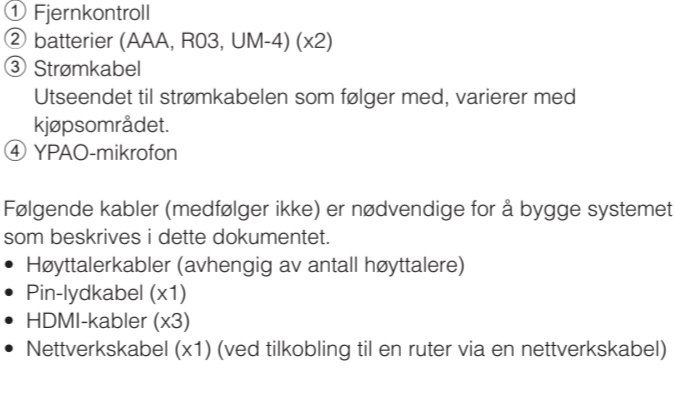 ① Fjernkontroll
② batterier (AAA, R03, UM-4) (x2)
③ Strømkabel
Utseendet til strømkabelen som følger med, varierer med
kjøpsområdet.
④ YPAO-mikrofon
Følgende kabler (medfølger ikke) er nødvendige for å bygge systemet
som beskrives i dette dokumentet.
• Høyttalerkabler (avhengig av antall høyttalere)
• Pin-lydkabel (x1)
• HDMI-kabler (x3)
• Nettverkskabel (x1) (ved tilkobling til en ruter via en nettverkskabel)